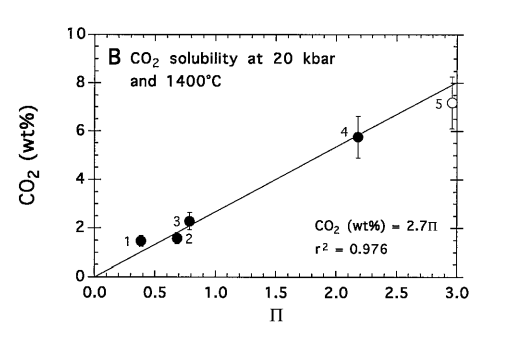 10
B CO2 solubility at 20 kbar
and 1400°C
8
6
4
2
0
CO2 (wt%)
1
2
3
4
5
CO2 (wt%) = 2.7Π
r2 = 0.976
0.0 0.5 1.0 1.5 2.0 2.5 3.0
Π